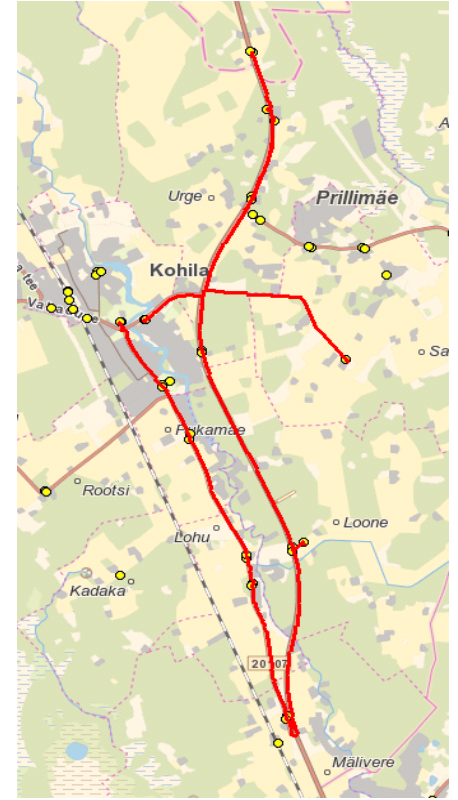 Urge
Prillimäe
Kohila
Sa
Pukamäe
Rootsi
Loone
Lohu
Kadaka
20107
Mälivere